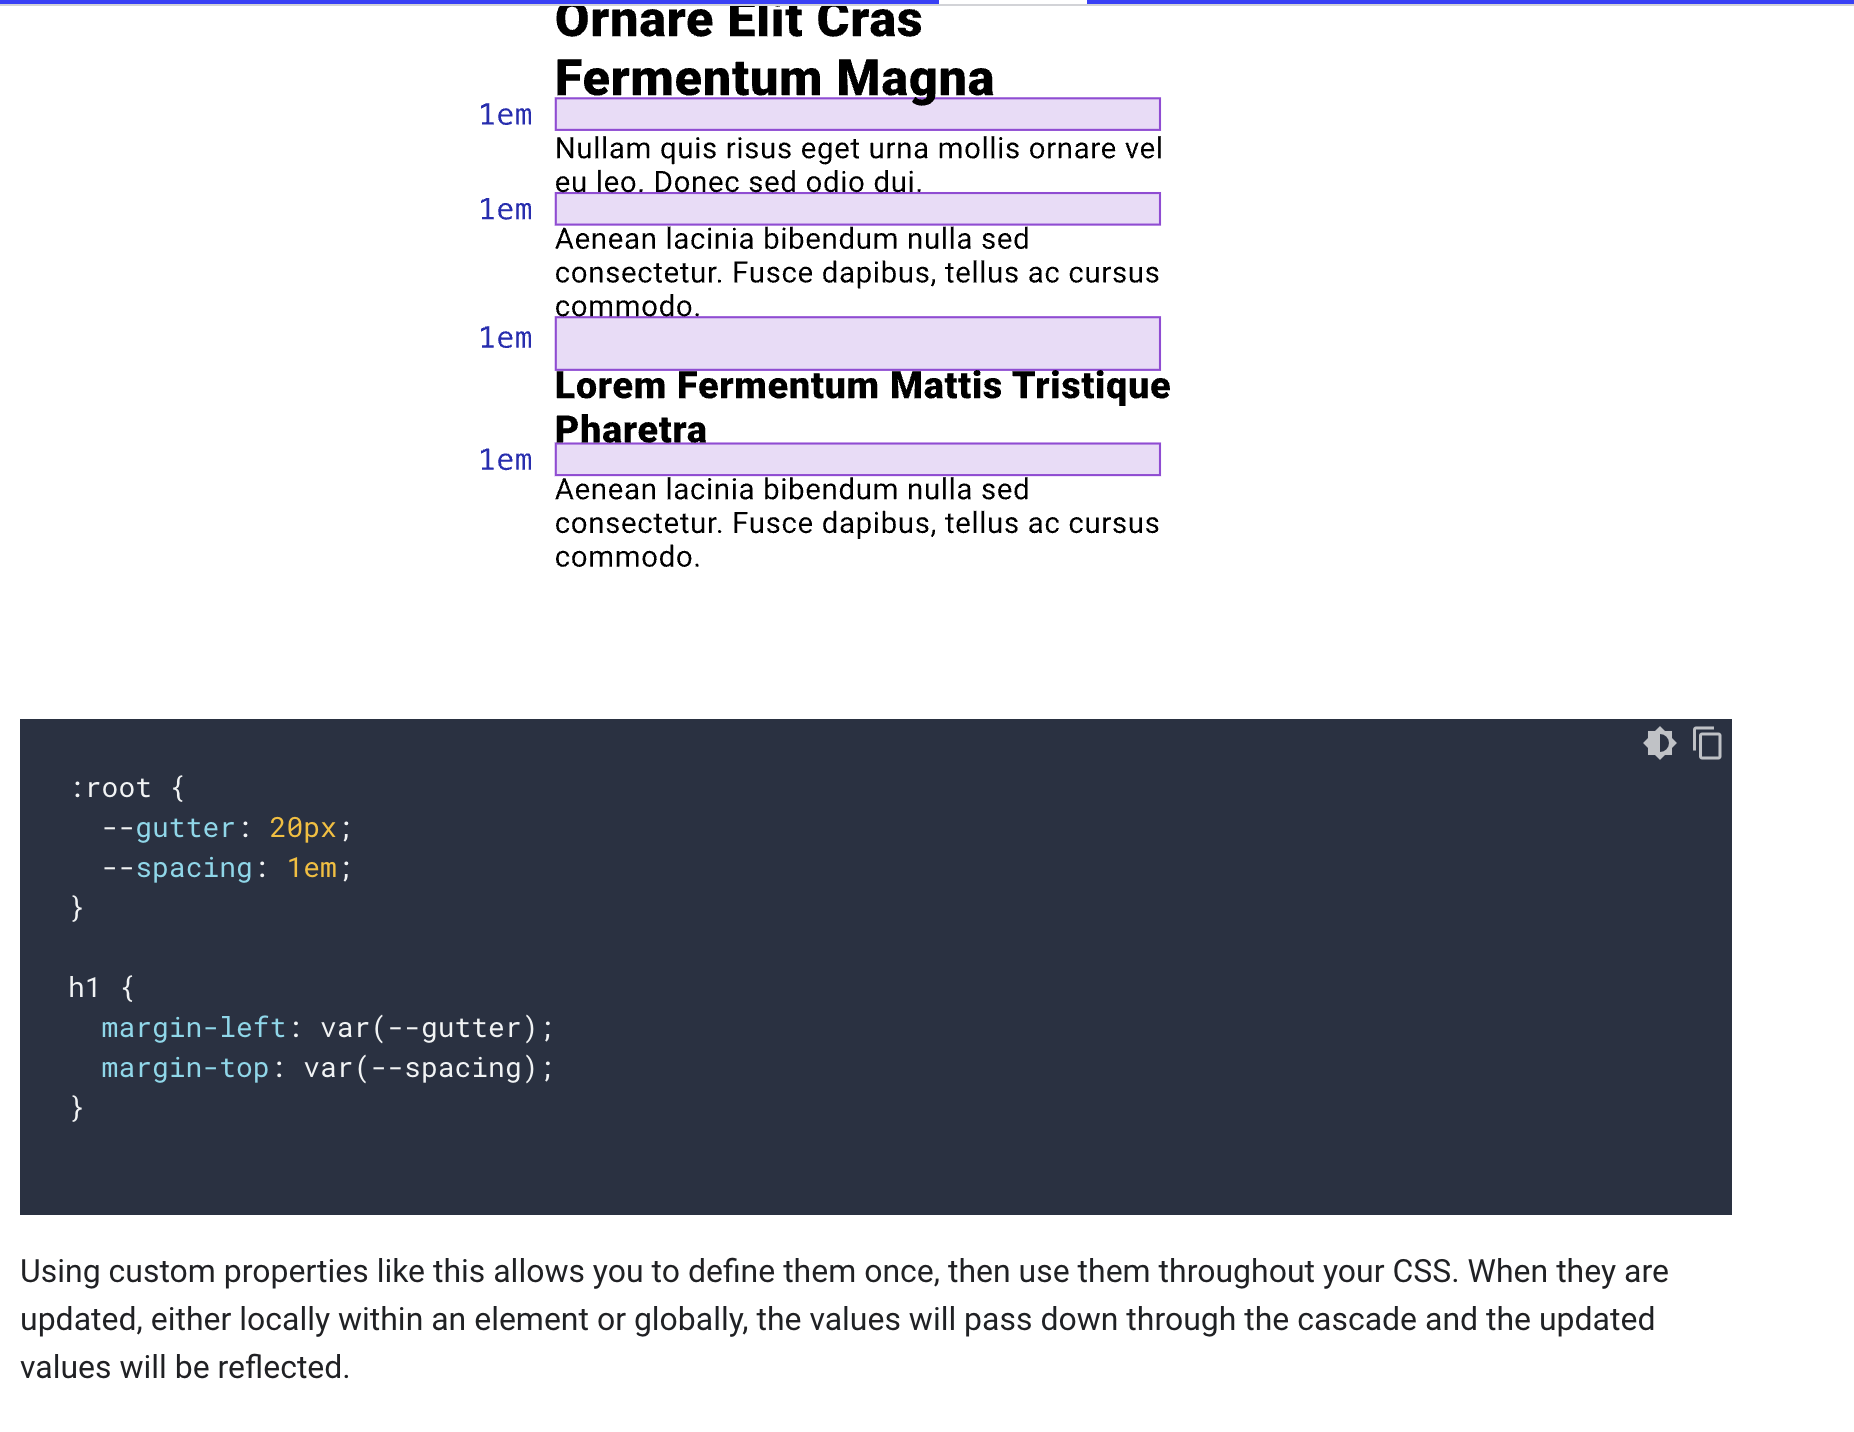 Ornare Elit Cras
Fermentum Magna
1em
Nullam quis risus eget urna mollis ornare vel
eu leo. Donec sed odio dui.
1em
Aenean lacinia bibendum nulla sed
consectetur. Fusce dapibus, tellus ac cursus
commodo.
1em
Lorem Fermentum Mattis Tristique
Pharetra
1em
Aenean lacinia bibendum nulla sed
consectetur. Fusce dapibus, tellus ac cursus
commodo.
:root {
  --gutter: 20px;
  --spacing: 1em;
}
h1 {
  margin-left: var(--gutter);
  margin-top: var(--spacing);
}
Using custom properties like this allows you to define them once, then use them throughout your CSS. When they are
updated, either locally within an element or globally, the values will pass down through the cascade and the updated
values will be reflected.